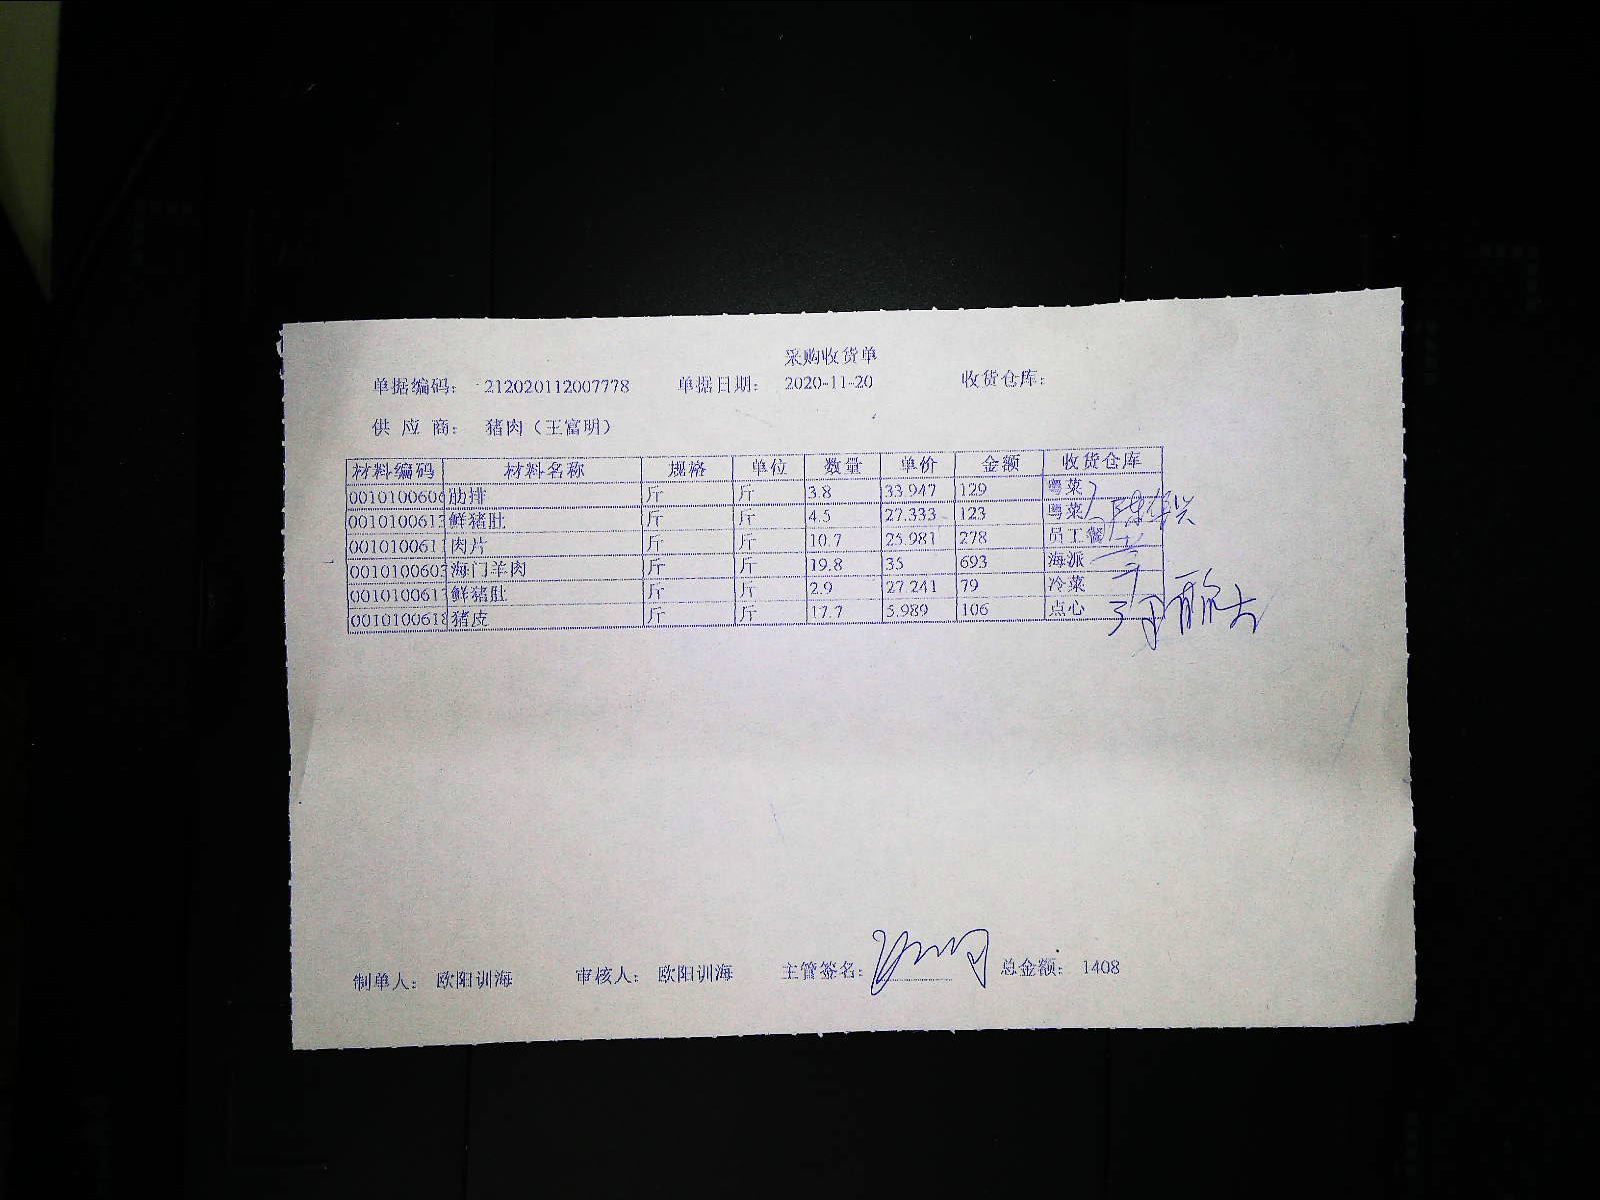 采购收货单
单据编码： 212020112007778 单据日期： 2020-11-20 收货仓库：
供 应 商： 猪肉（王富明）
材料编码 材料名称 规格 单位 数量 单价 金额 收货仓库
0010100606 肋排 斤 斤 3.8 33.947 129 粤菜
0010100613 鲜猪肚 斤 斤 4.5 27.333 123 粤菜
0010100611 肉片 斤 斤 10.7 25.981 278 员工餐
0010100603 海门羊肉 斤 斤 19.8 35 693 海派
0010100613 鲜猪肚 斤 斤 2.9 27.241 79 冷菜
0010100618 猪皮 斤 斤 17.7 5.989 106 点心
制单人： 欧阳训海 审核人： 欧阳训海 主管签名： 总金额： 1408